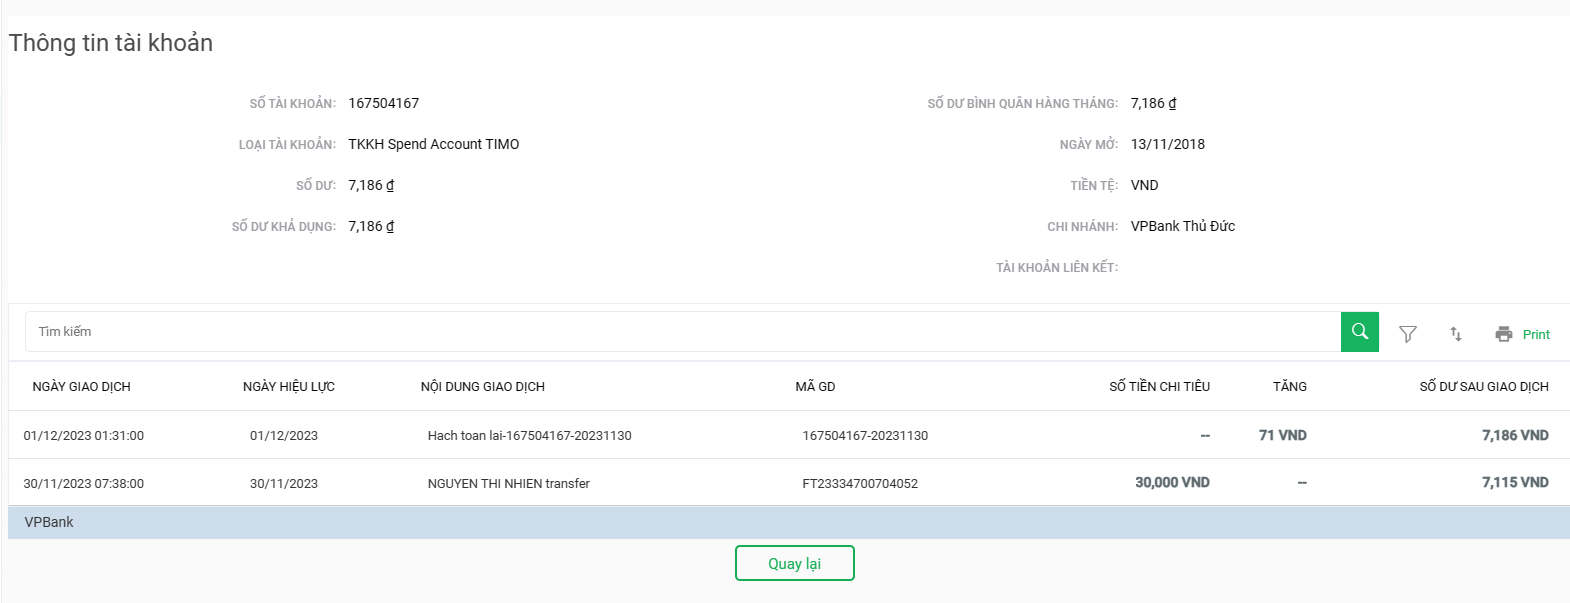 Thông tin tài khoản
SỐ TÀI KHOẢN: 167504167
SỐ DƯ BÌNH QUÂN HÀNG THÁNG: 7,186 ₫
LOẠI TÀI KHOẢN: TKKH Spend Account TIMO
NGÀY MỞ: 13/11/2018
SỐ DƯ: 7,186 ₫
TIỀN TỆ: VND
SỐ DƯ KHẢ DỤNG: 7,186 ₫
CHI NHÁNH: VPBank Thủ Đức
TÀI KHOẢN LIÊN KẾT:
Tìm kiếm
Print
NGÀY GIAO DỊCH NGÀY HIỆU LỰC NỘI DUNG GIAO DỊCH MÃ GD SỐ TIỀN CHI TIÊU TĂNG SỐ DƯ SAU GIAO DỊCH
01/12/2023 01:31:00 01/12/2023 Hach toan lai-167504167-20231130 167504167-20231130 -- 71 VND 7,186 VND
30/11/2023 07:38:00 30/11/2023 NGUYEN THI NHIEN transfer FT23334700704052 30,000 VND -- 7,115 VND
VPBank
Quay lại